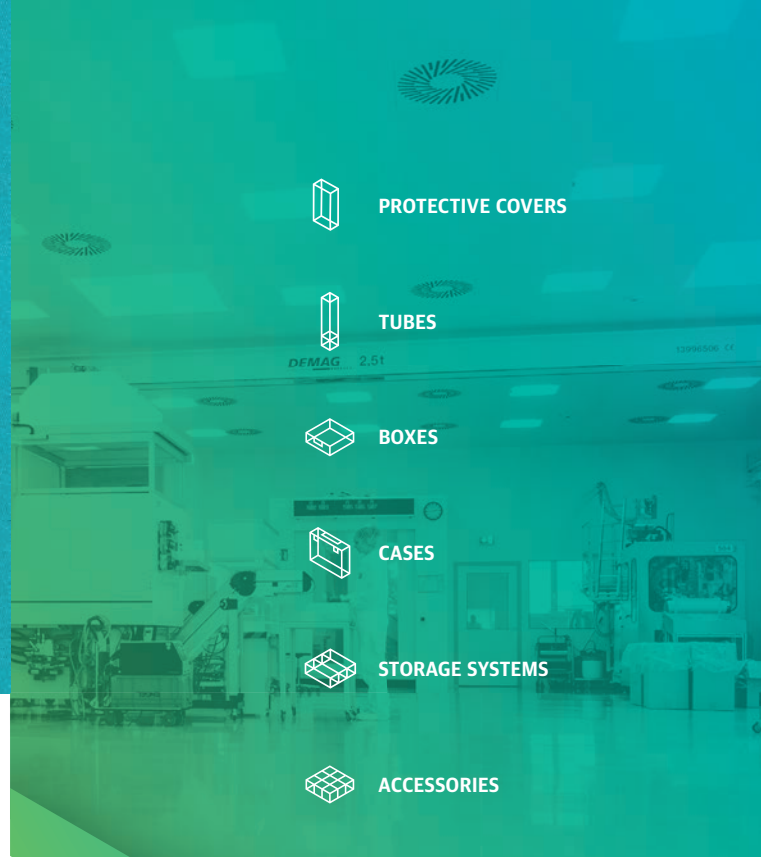 PROTECTIVE COVERS
TUBES
DEMAG 2,5t
13996506 CE
BOXES
CASES
STORAGE SYSTEMS
ACCESSORIES